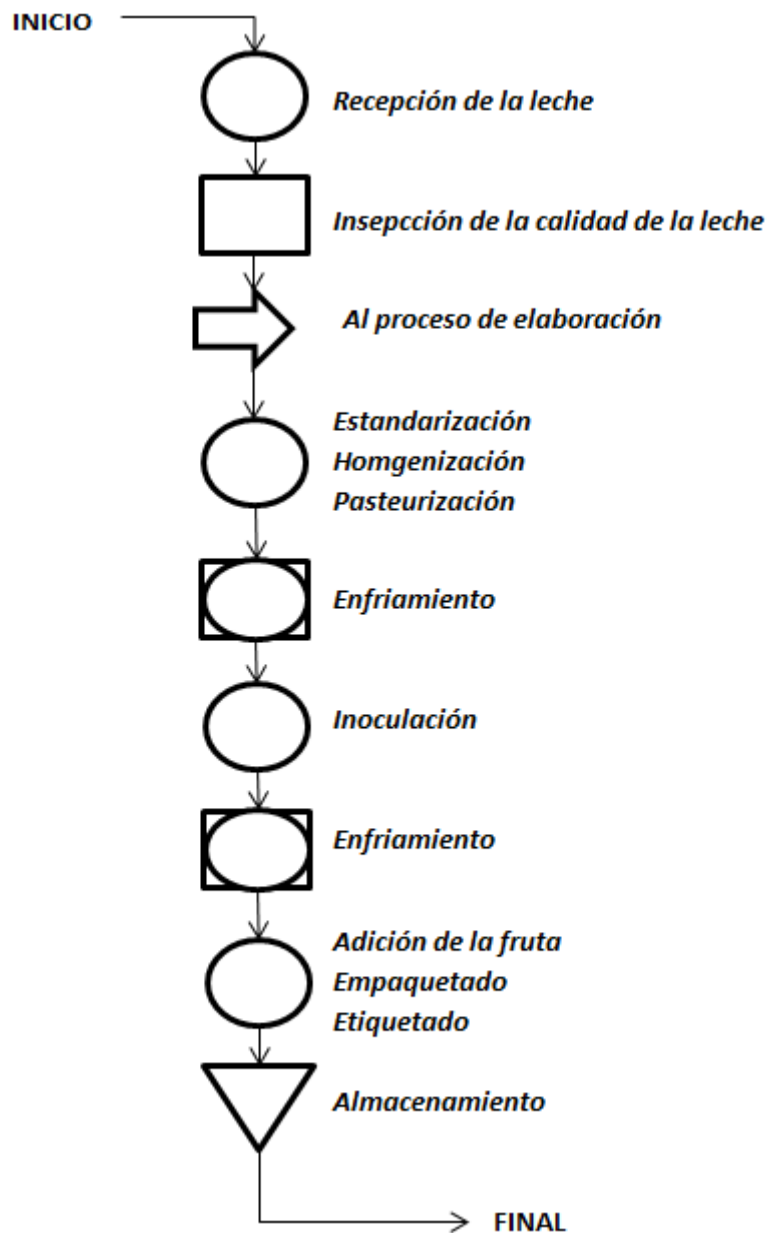 INICIO
Recepción de la leche
Insepcción de la calidad de la leche
Al proceso de elaboración
Estandarización
Homgenización
Pasteurización
Enfriamiento
Inoculación
Enfriamiento
Adición de la fruta
Empaquetado
Etiquetado
Almacenamiento
FINAL